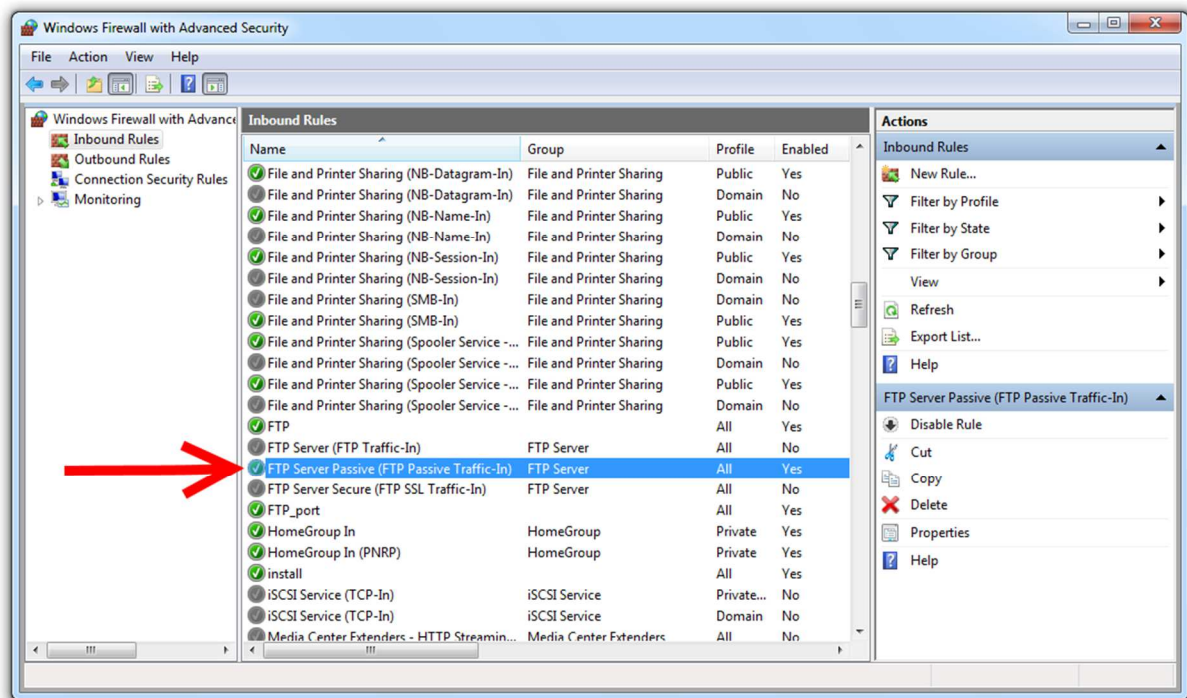 Windows Firewall with Advanced Security
File Action View Help
Windows Firewall with Advance
Inbound Rules
Outbound Rules
Connection Security Rules
Monitoring
Inbound Rules
Name Group Profile Enabled
File and Printer Sharing (NB-Datagram-In) File and Printer Sharing Public Yes
File and Printer Sharing (NB-Datagram-In) File and Printer Sharing Domain No
File and Printer Sharing (NB-Name-In) File and Printer Sharing Public Yes
File and Printer Sharing (NB-Name-In) File and Printer Sharing Domain No
File and Printer Sharing (NB-Session-In) File and Printer Sharing Public Yes
File and Printer Sharing (NB-Session-In) File and Printer Sharing Domain No
File and Printer Sharing (SMB-In) File and Printer Sharing Domain No
File and Printer Sharing (SMB-In) File and Printer Sharing Public Yes
File and Printer Sharing (Spooler Service -... File and Printer Sharing Public Yes
File and Printer Sharing (Spooler Service -... File and Printer Sharing Domain No
File and Printer Sharing (Spooler Service -... File and Printer Sharing Public Yes
File and Printer Sharing (Spooler Service -... File and Printer Sharing Domain No
FTP All Yes
FTP Server (FTP Traffic-In) FTP Server All No
FTP Server Passive (FTP Passive Traffic-In) FTP Server All Yes
FTP Server Secure (FTP SSL Traffic-In) FTP Server All No
FTP_port All Yes
HomeGroup In HomeGroup Private Yes
HomeGroup In (PNRP) HomeGroup Private Yes
install All Yes
iSCSI Service (TCP-In) iSCSI Service Private... No
iSCSI Service (TCP-In) iSCSI Service Domain No
Media Center Extenders - HTTP Streamin... Media Center Extenders All No
Actions
Inbound Rules
New Rule...
Filter by Profile
Filter by State
Filter by Group
View
Refresh
Export List...
Help
FTP Server Passive (FTP Passive Traffic-In)
Disable Rule
Cut
Copy
Delete
Properties
Help